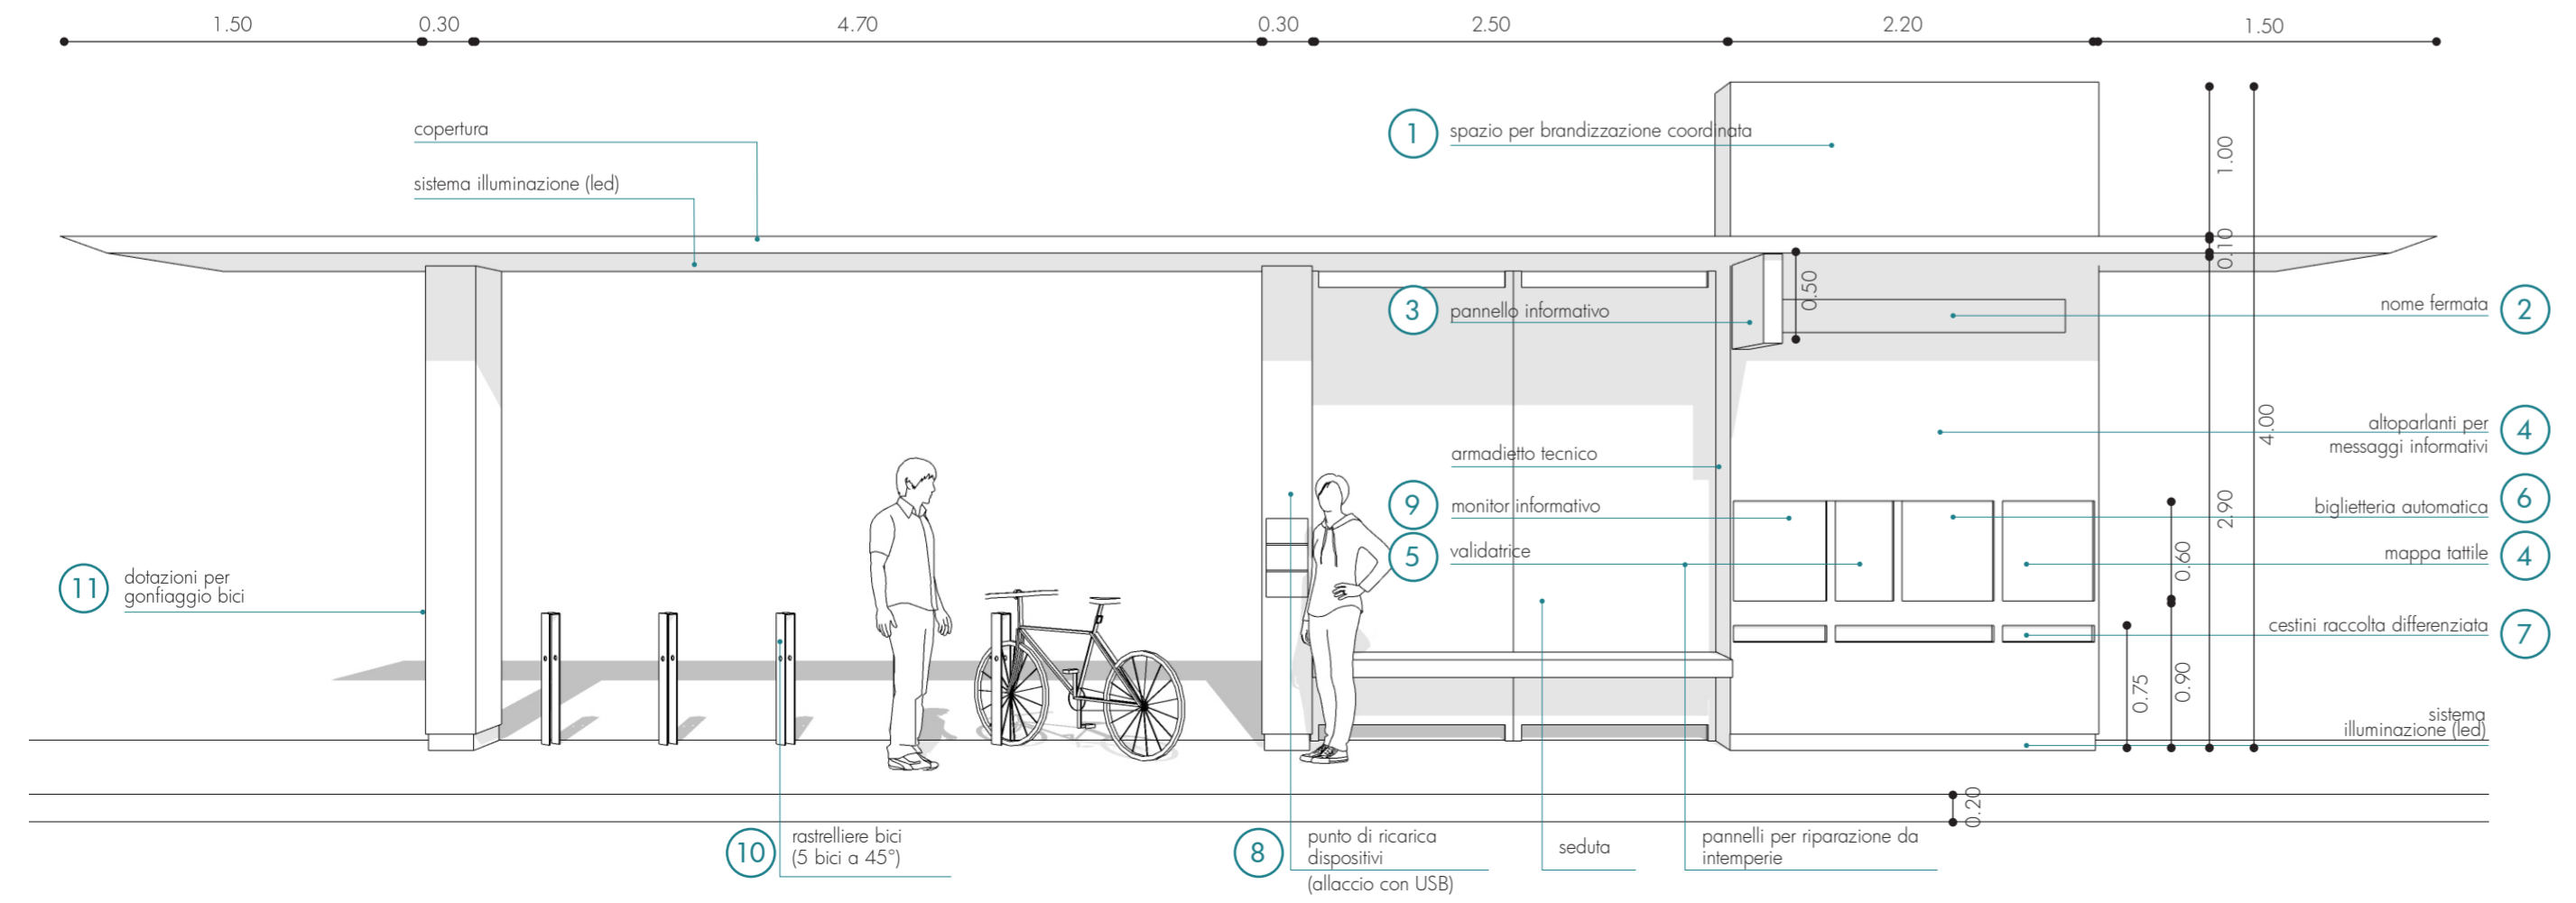 1.50 0.30 4.70 0.30 2.50 2.20 1.50
copertura
sistema illuminazione (led)
1 spazio per brandizzazione coordinata
1.00
0.10
3 pannello informativo
0.50
nome fermata 2
altoparlanti per
messaggi informativi
4
4.00
armadietto tecnico
9 monitor informativo
5 validatrice
biglietteria automatica 6
2.90
mappa tattile 4
0.60
cestini raccolta differenziata 7
0.75
0.90
sistema
illuminazione (led)
11 dotazioni per
gonfiaggio bici
0.20
10 rastrelliere bici
(5 bici a 45°)
8 punto di ricarica
dispositivi
(allaccio con USB)
seduta
pannelli per riparazione da
intemperie